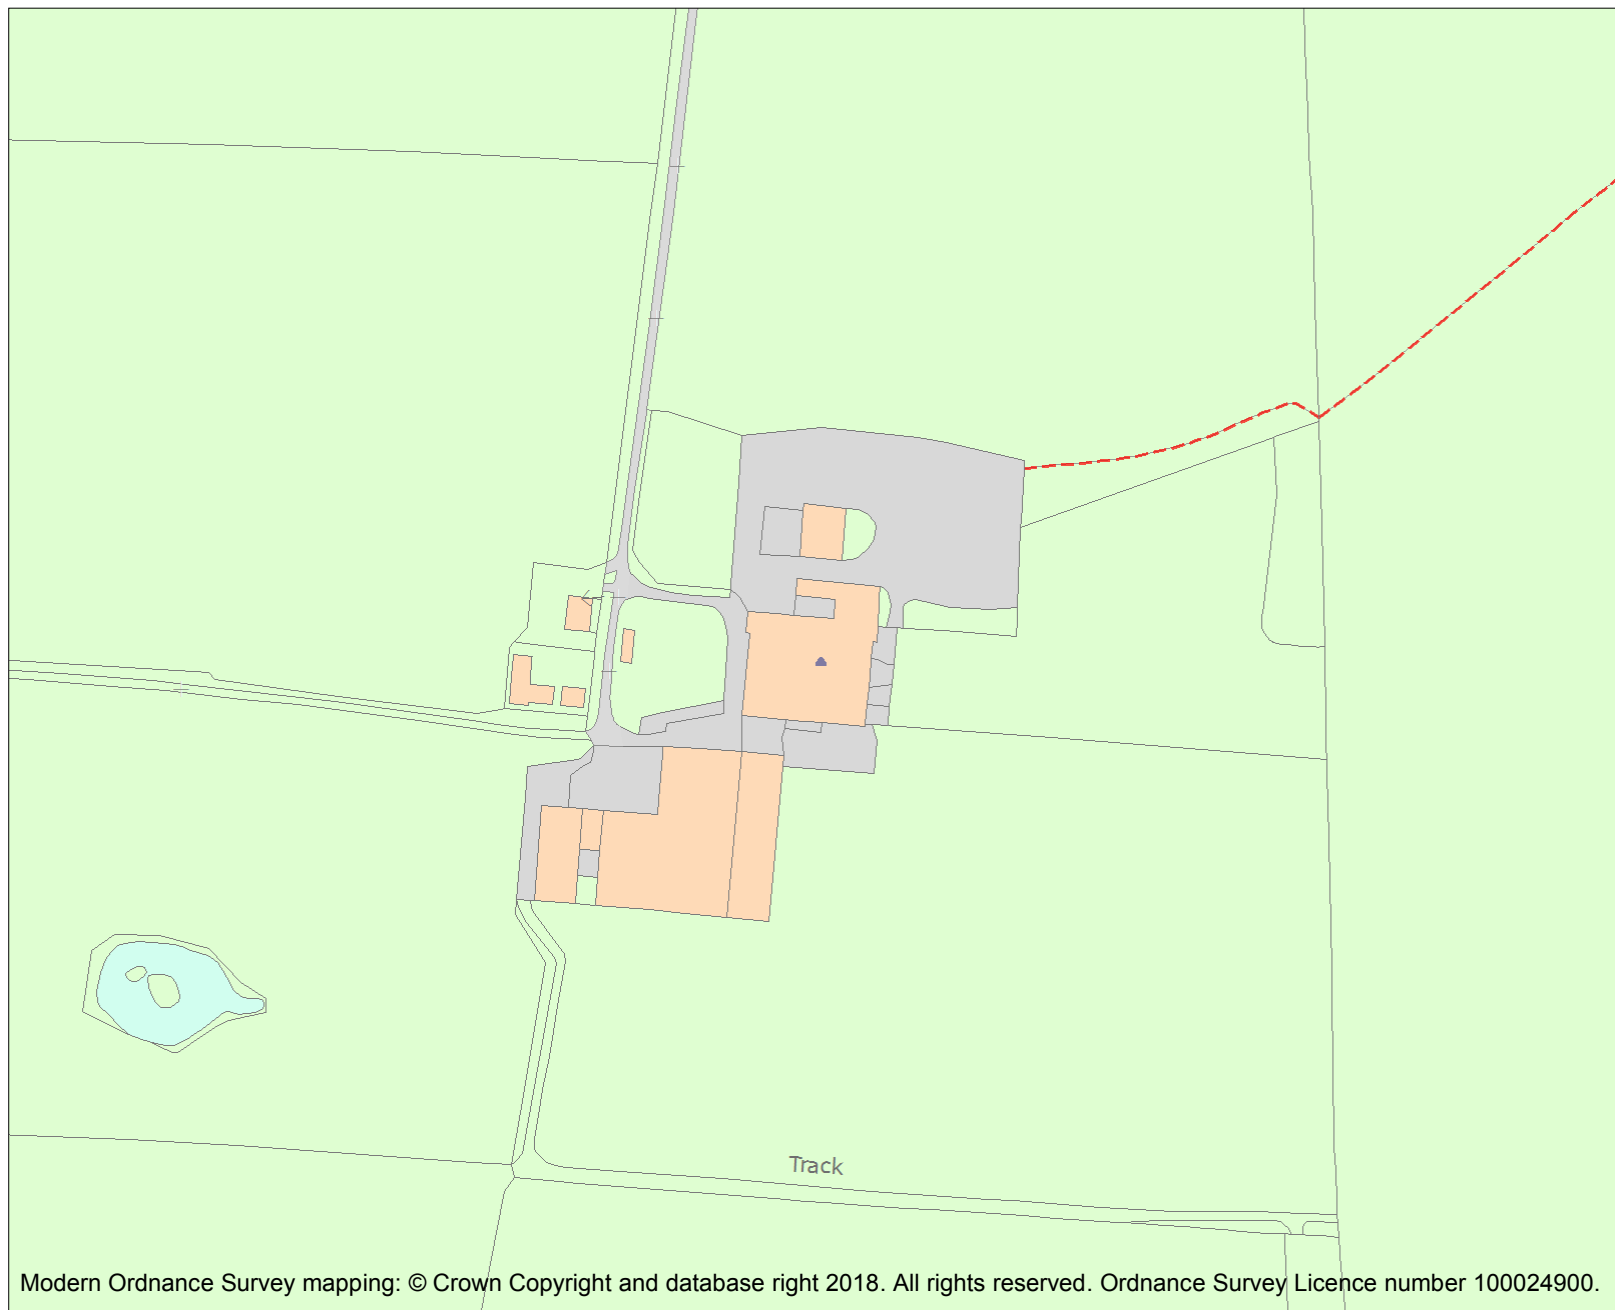 Track
Modern Ordnance Survey mapping: © Crown Copyright and database right 2018. All rights reserved. Ordnance Survey Licence number 100024900.